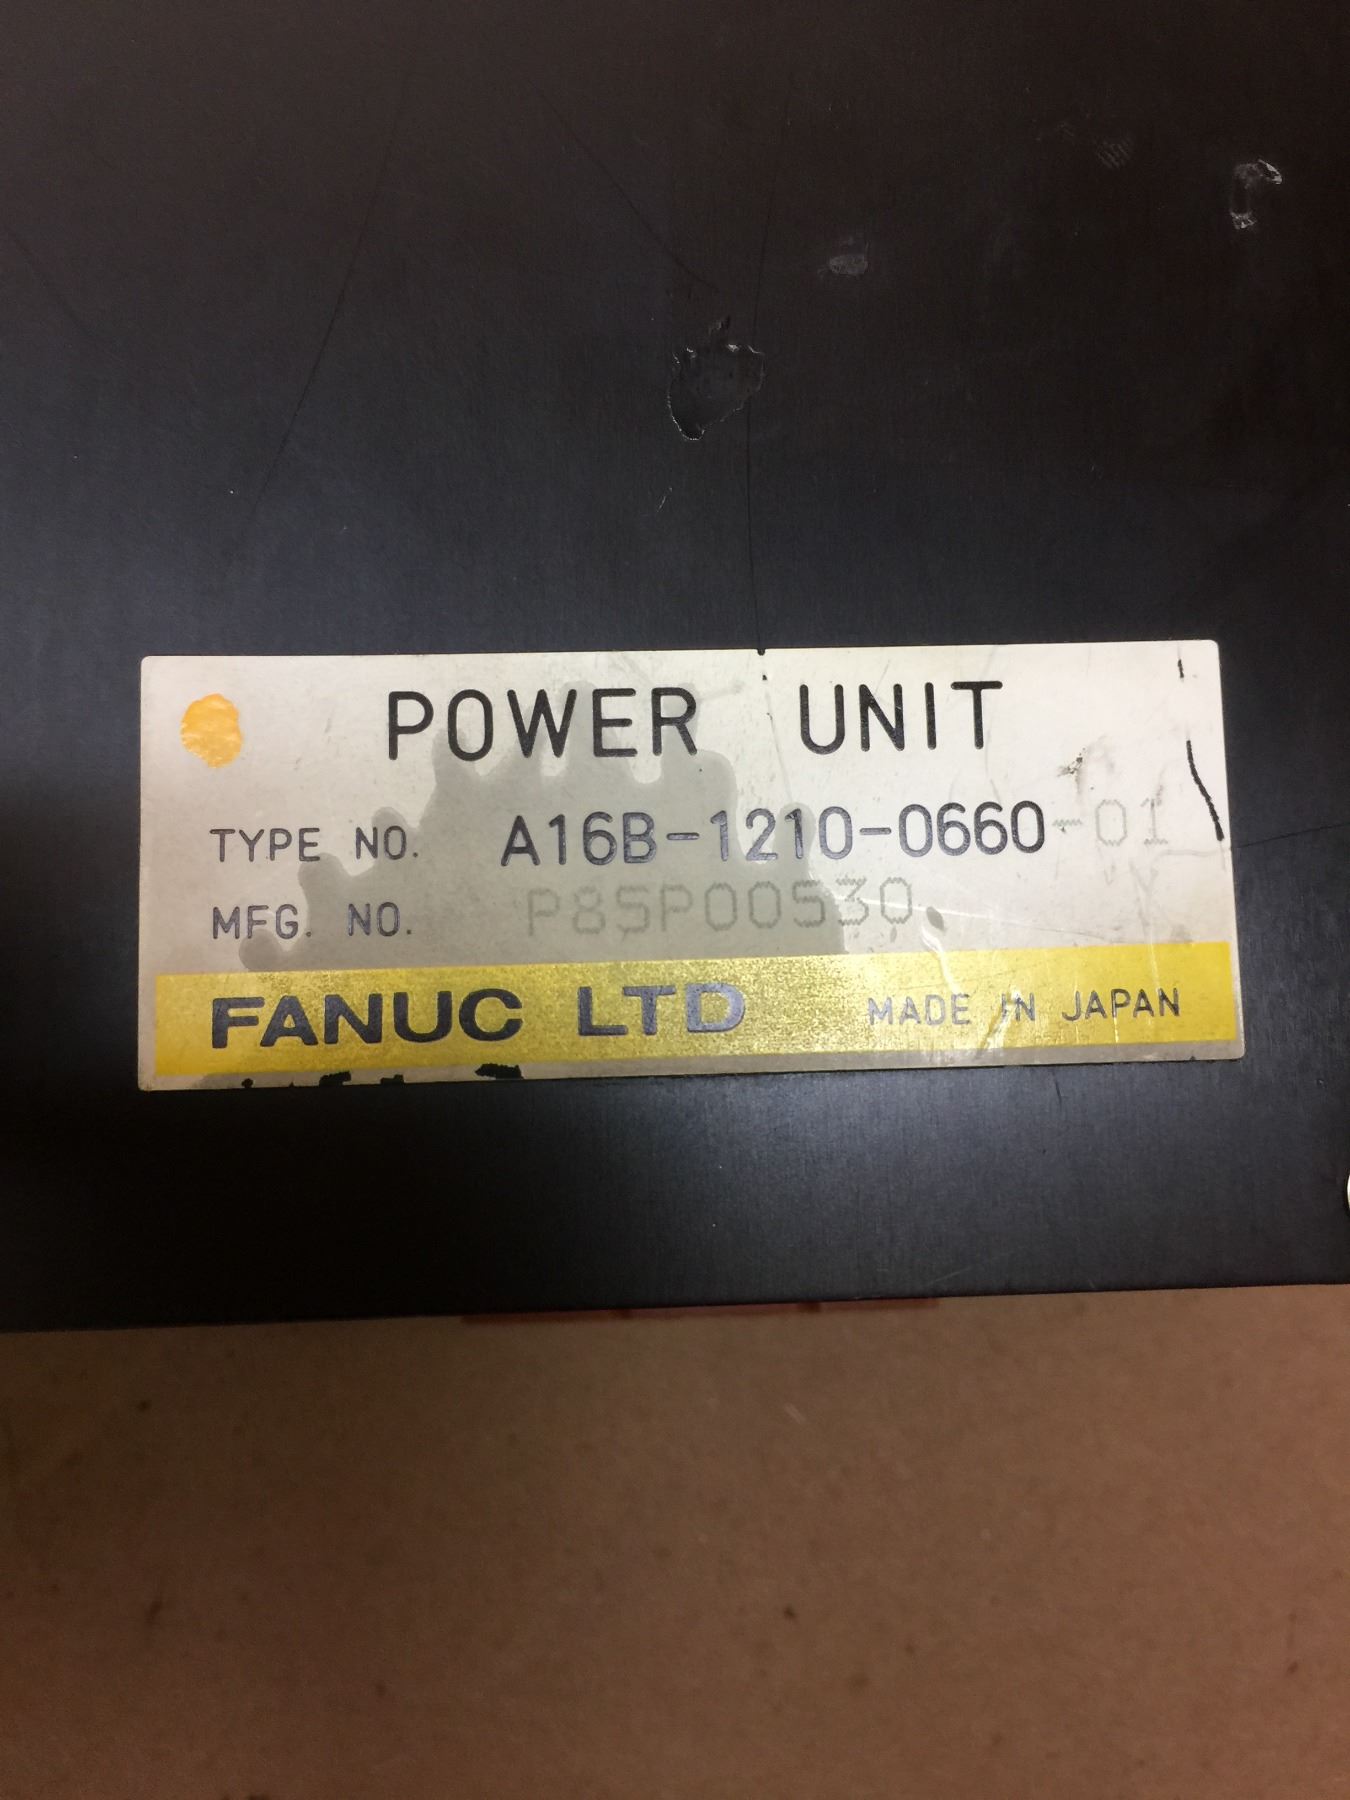 POWER UNIT
TYPE NO. A16B-1210-0660-01
MFG. NO. P85P00530
FANUC LTD MADE IN JAPAN